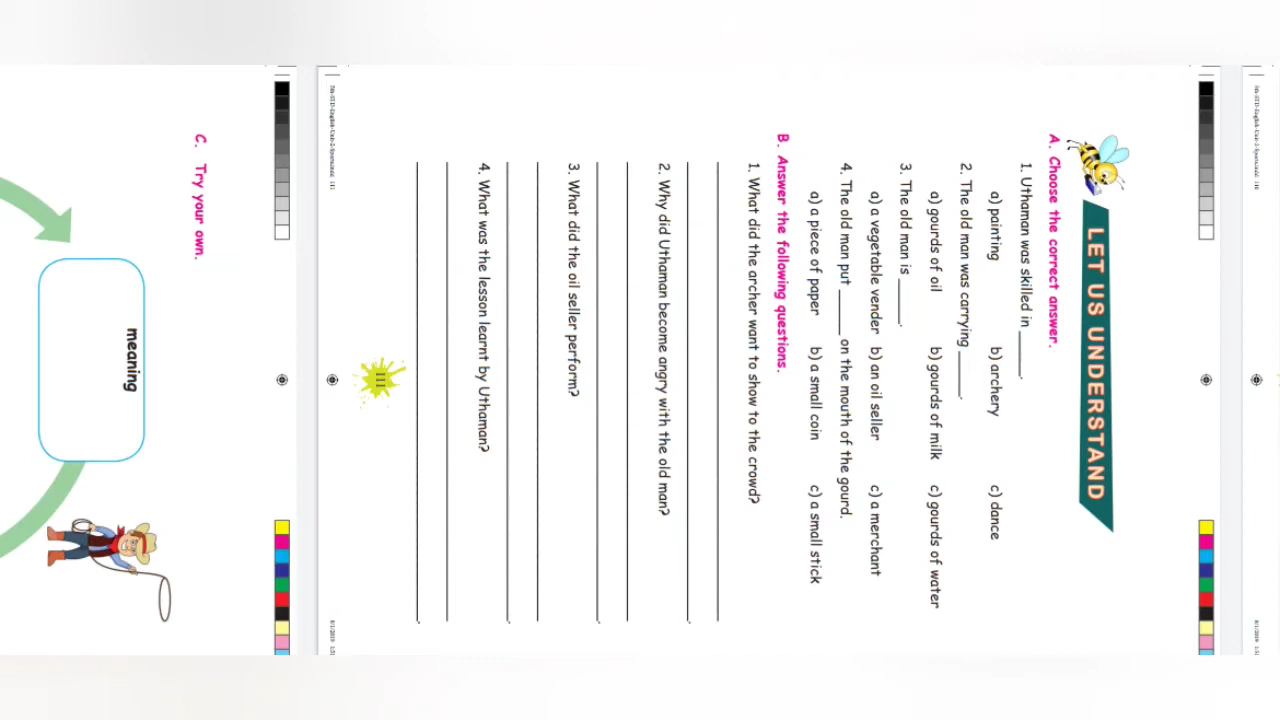 LET US UNDERSTAND
A. Choose the correct answer.
1. Uthaman was skilled in ______.
a) painting b) archery c) dance
2. The old man was carrying ______.
a) gourds of oil b) gourds of milk c) gourds of water
3. The old man is ______.
a) a vegetable vender b) an oil seller c) a merchant
4. The old man put ______ on the mouth of the gourd.
a) a piece of paper b) a small coin c) a small stick
B. Answer the following questions.
1. What did the archer want to show to the crowd?
2. Why did Uthaman become angry with the old man?
3. What did the oil seller perform?
4. What was the lesson learnt by Uthaman?
111
C. Try your own.
meaning